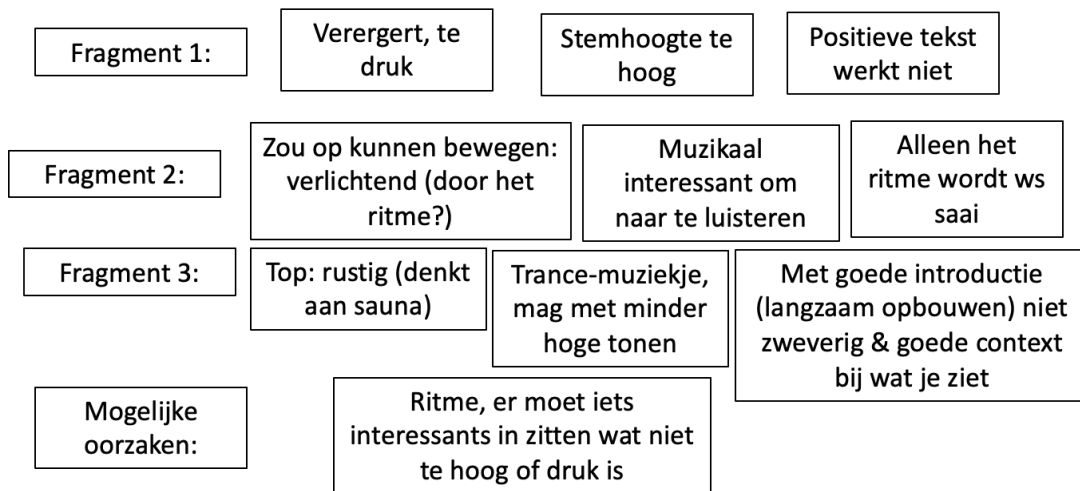 Fragment 1:
Verergert, te
druk
Stemhoogte te
hoog
Positieve tekst
werkt niet
Fragment 2:
Zou op kunnen bewegen:
verlichtend (door het
ritme?)
Muzikaal
interessant om
naar te luisteren
Alleen het
ritme wordt ws
saai
Fragment 3:
Top: rustig (denkt
aan sauna)
Trance-muziekje,
mag met minder
hoge tonen
Met goede introductie
(langzaam opbouwen) niet
zweverig & goede context
bij wat je ziet
Mogelijke
oorzaken:
Ritme, er moet iets
interessants in zitten wat niet
te hoog of druk is